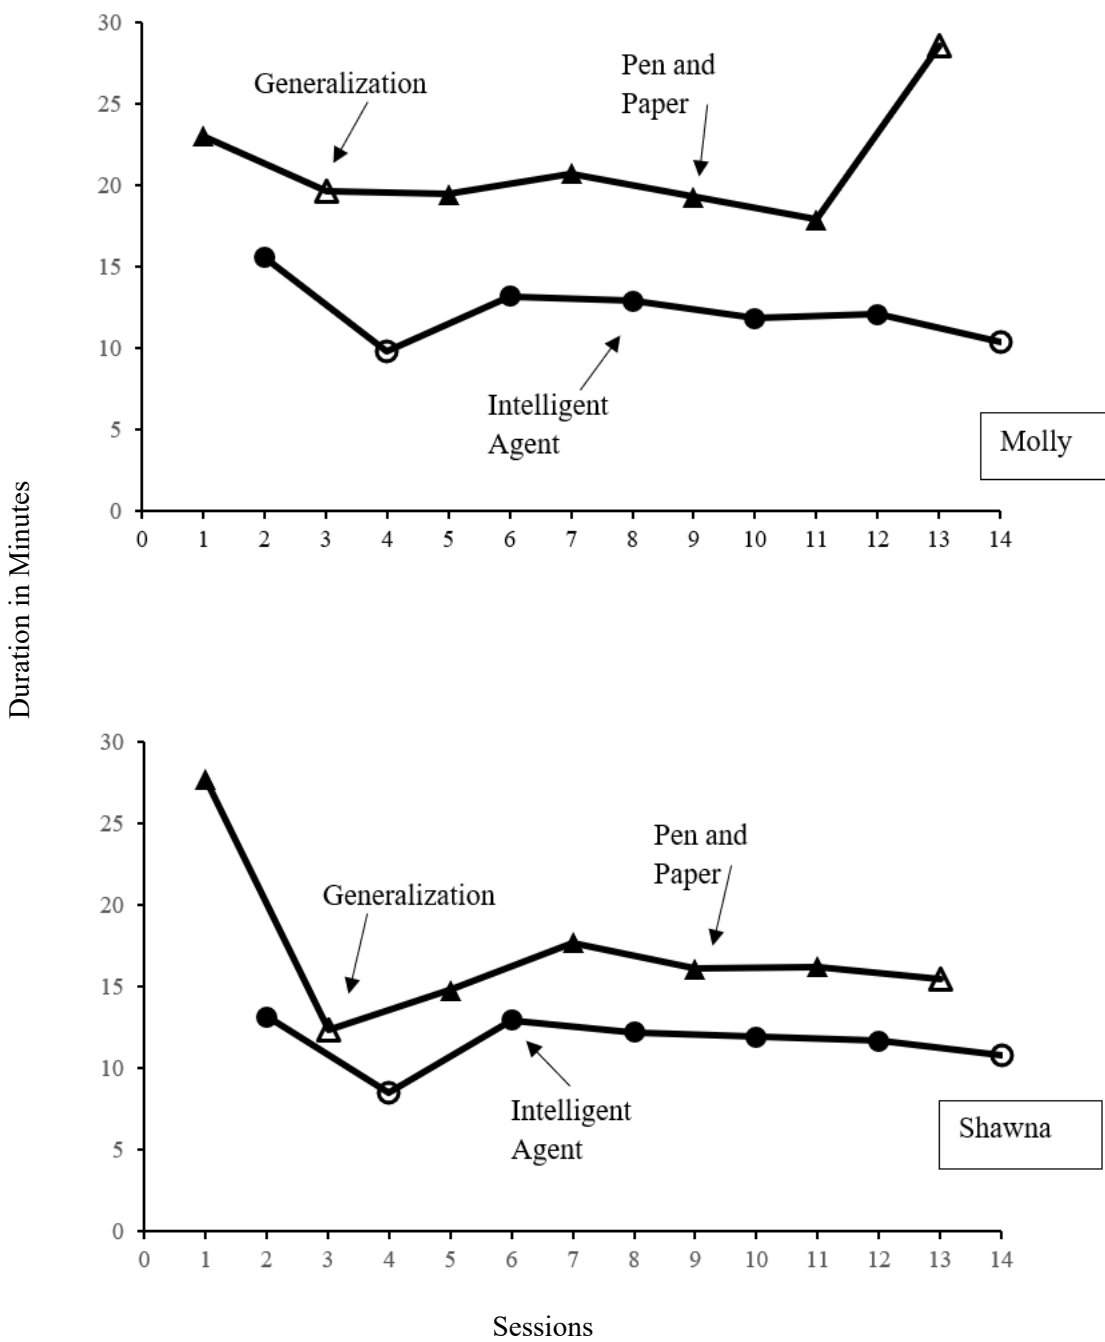 30
Generalization
Pen and
Paper
25
20
15
10
Intelligent
Agent
5
Molly
0
0 1 2 3 4 5 6 7 8 9 10 11 12 13 14
Duration in Minutes
30
25
Pen and
Paper
Generalization
20
15
10
Intelligent
Agent
Shawna
5
0
0 1 2 3 4 5 6 7 8 9 10 11 12 13 14
Sessions